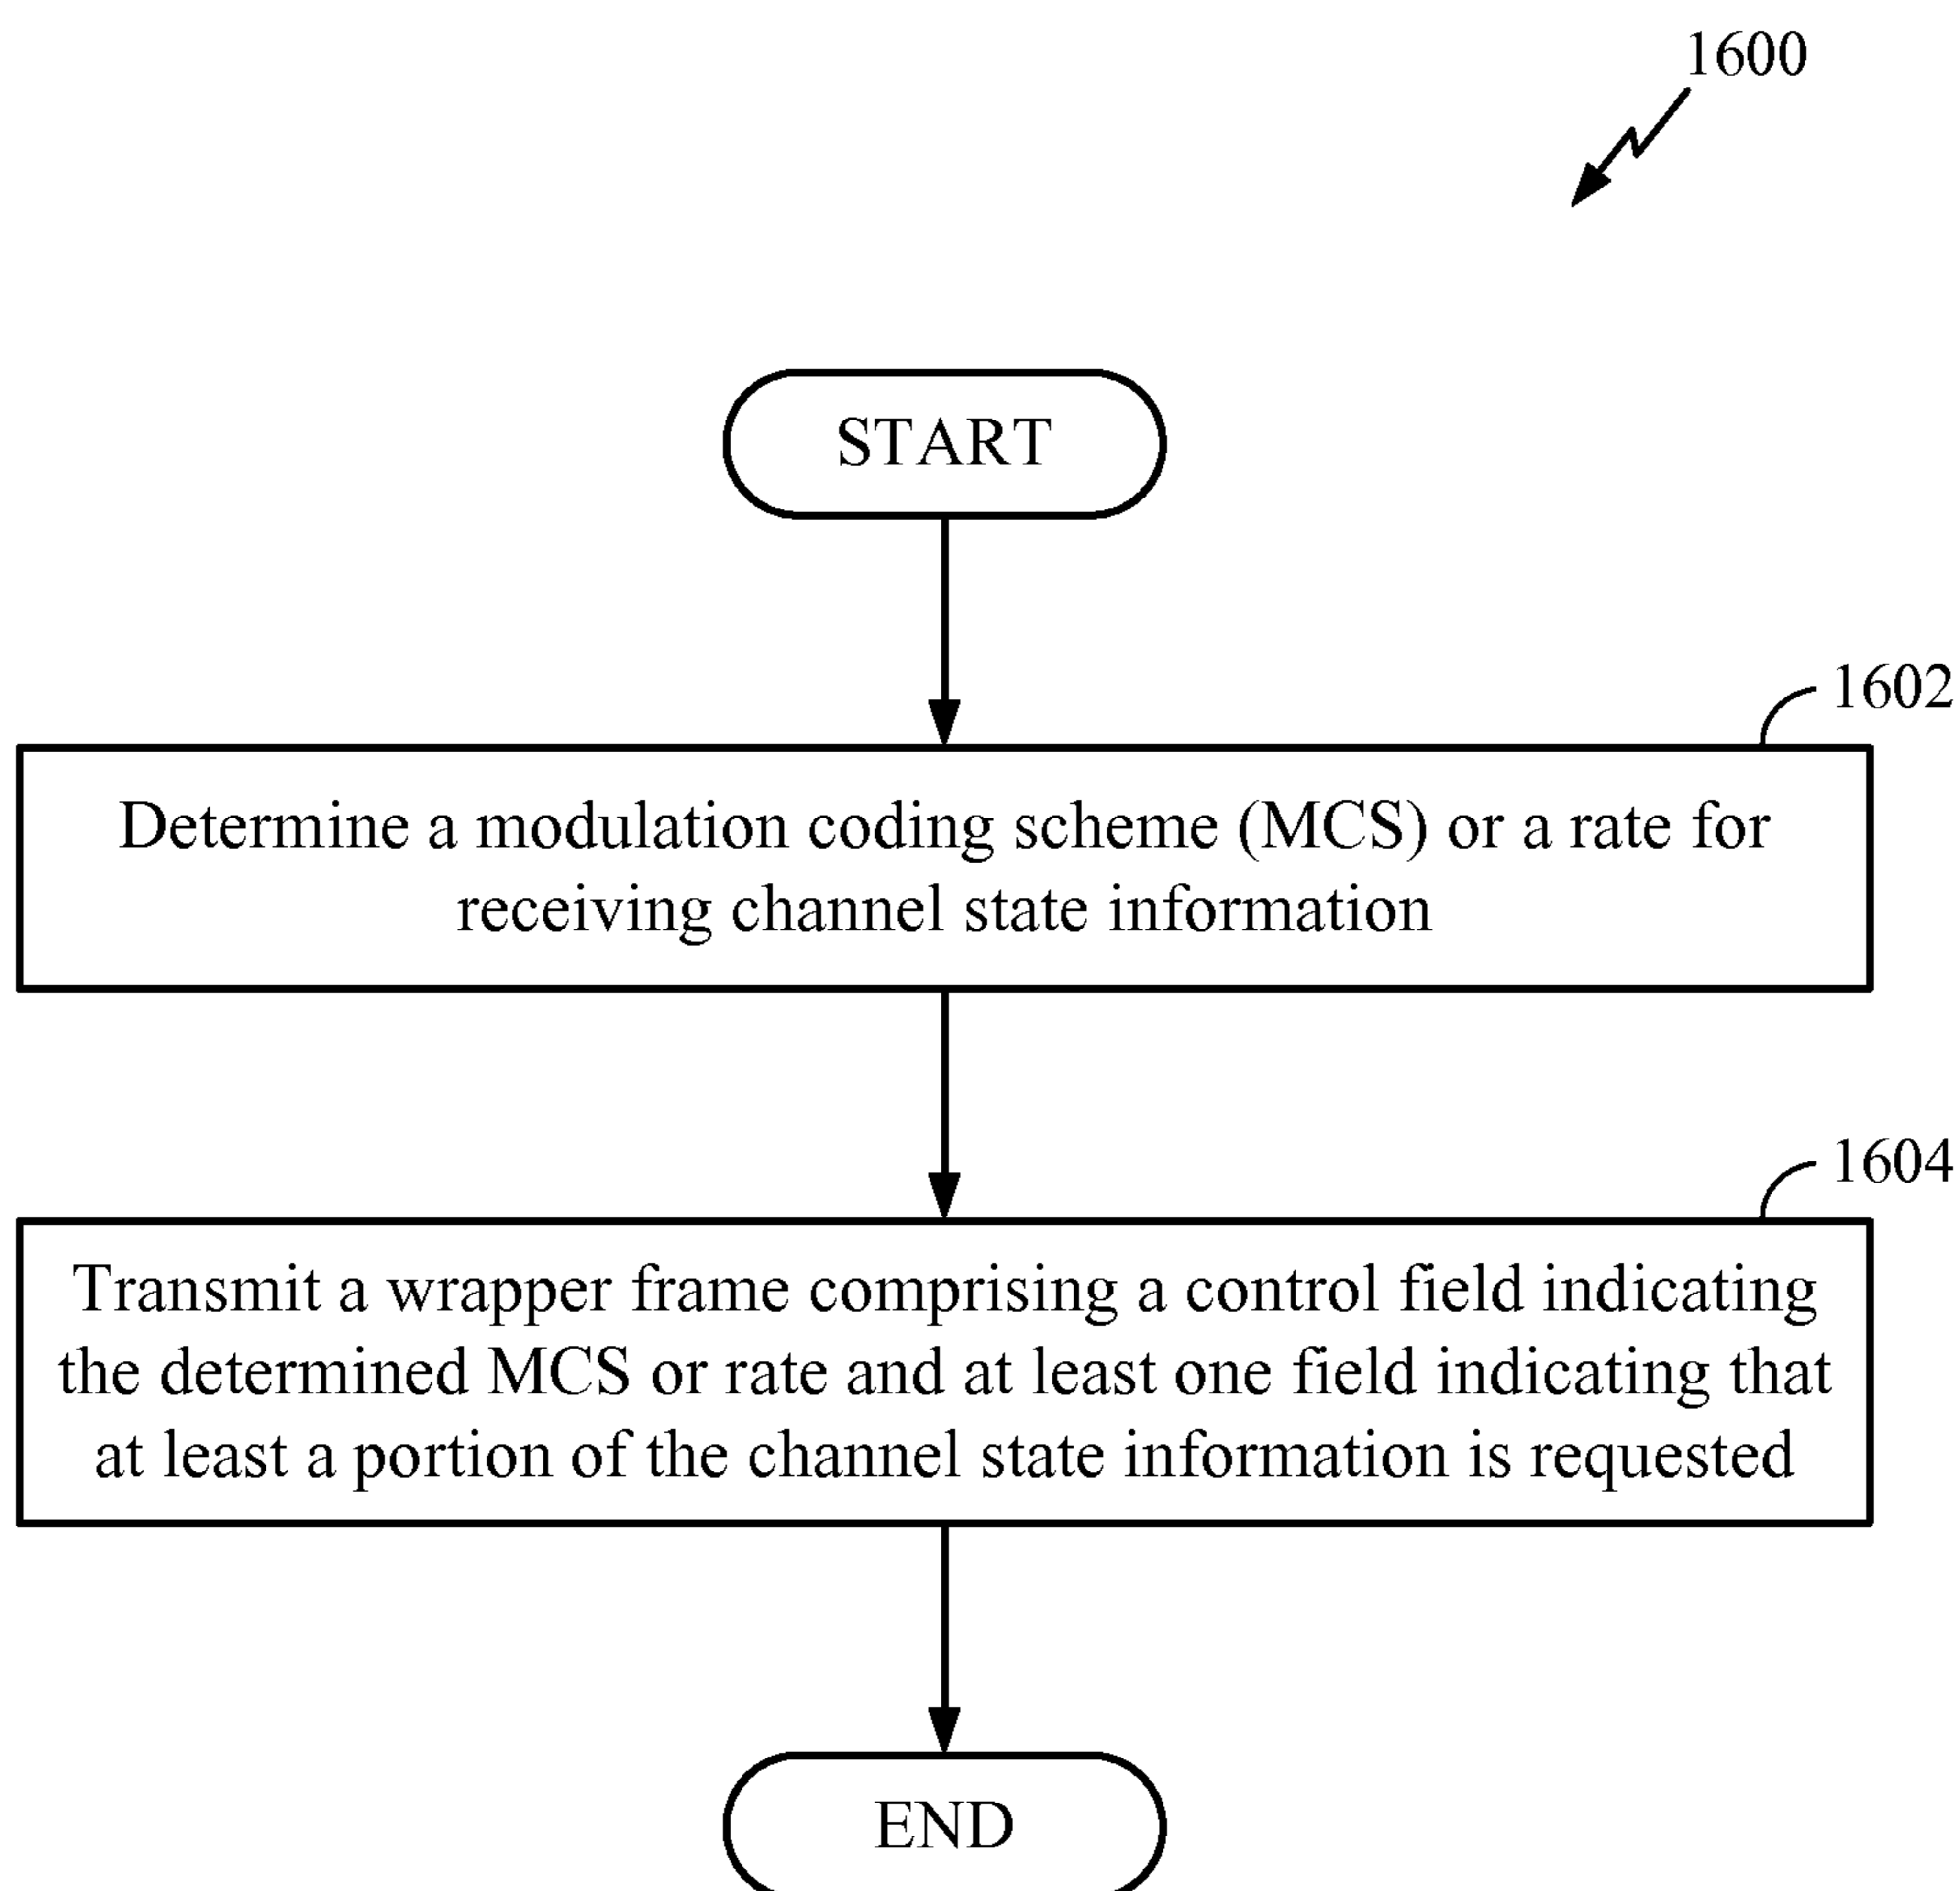 1600
START
1602
Determine a modulation coding scheme (MCS) or a rate for
receiving channel state information
1604
Transmit a wrapper frame comprising a control field indicating
the determined MCS or rate and at least one field indicating that
at least a portion of the channel state information is requested
END